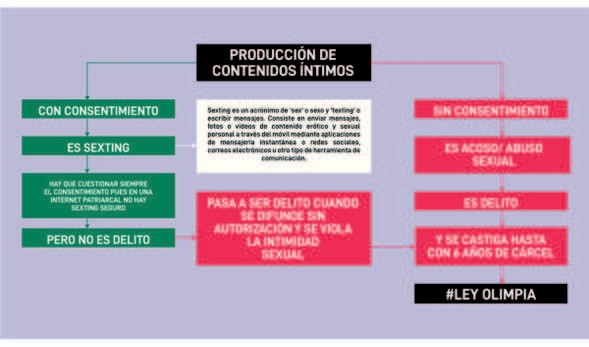 PRODUCCIÓN DE
CONTENIDOS ÍNTIMOS
CON CONSENTIMIENTO
ES SEXTING
HAY QUE CUESTIONAR SIEMPRE
EL CONSENTIMIENTO PUES EN UNA
INTERNET PATRIARCAL NO HAY
SEXTING SEGURO
PERO NO ES DELITO
Sexting es un acrónimo de 'sex' o sexo y 'texting' o
escribir mensajes. Consiste en enviar mensajes,
fotos o vídeos de contenido erótico y sexual
personal a través del móvil mediante aplicaciones
de mensajería instantánea o redes sociales,
correos electrónicos u otro tipo de herramienta de
comunicación.
PASA A SER DELITO CUANDO
SE DIFUNDE SIN
AUTORIZACIÓN Y SE VIOLA
LA INTIMIDAD
SEXUAL
SIN CONSENTIMIENTO
ES ACOSO/ ABUSO
SEXUAL
ES DELITO
Y SE CASTIGA HASTA
CON 6 AÑOS DE CÁRCEL
#LEY OLIMPIA